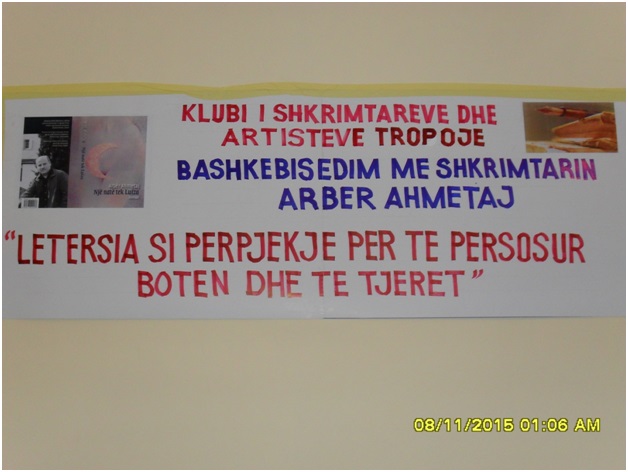 KLUBI I SHKRIMTAREVE DHE
ARTISTEVE TROPOJE
BASHKEBISEDIM ME SHKRIMTARIN
ARBER AHMETAJ
“LETERSIA SI PERPJEKJE PER TE PERSOSUR
BOTEN DHE TE TJERET”
08/11/2015 01:06 AM